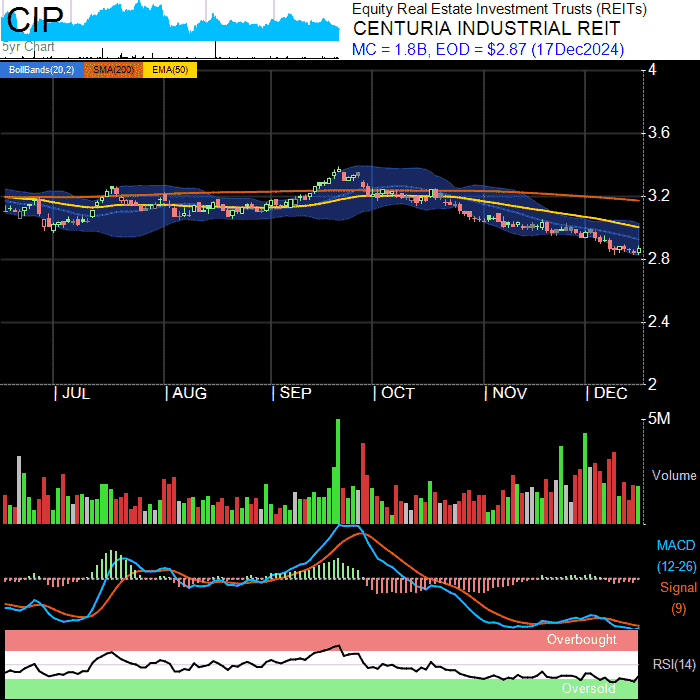 CIP
5yr Chart
Equity Real Estate Investment Trusts (REITs)
CENTURIA INDUSTRIAL REIT
MC = 1.8B, EOD = $2.87 (17Dec2024)
BollBands(20,2) SMA(200) EMA(50)
4
3.6
3.2
2.8
2.4
2
JUL AUG SEP OCT NOV DEC
5M
Volume
MACD
(12-26)
Signal
(9)
Overbought
RSI(14)
Oversold